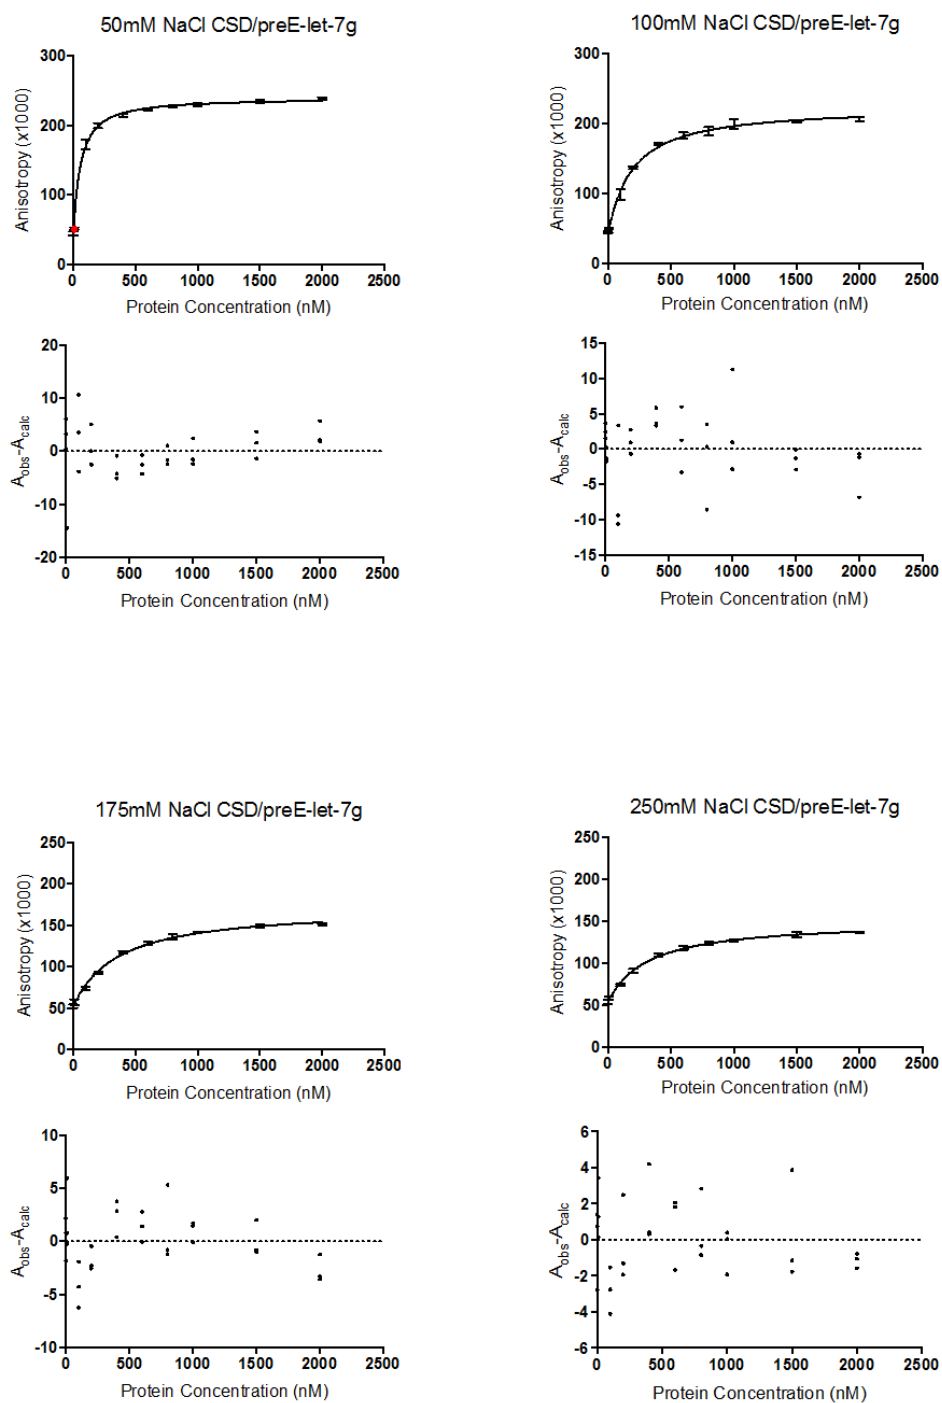 50mM NaCl CSD/preE-let-7g
300
200
100
0
Anisotropy (x1000)
0 500 1000 1500 2000 2500
Protein Concentration (nM)
20
10
0
-10
-20
Aobs-Acalc
0 500 1000 1500 2000 2500
Protein Concentration (nM)
100mM NaCl CSD/preE-let-7g
300
200
100
0
Anisotropy (x1000)
0 500 1000 1500 2000 2500
Protein Concentration (nM)
15
10
5
0
-5
-10
-15
Aobs-Acalc
0 500 1000 1500 2000 2500
Protein Concentration (nM)
175mM NaCl CSD/preE-let-7g
250
200
150
100
50
0
Anisotropy (x1000)
0 500 1000 1500 2000 2500
Protein Concentration (nM)
10
5
0
-5
-10
Aobs-Acalc
0 500 1000 1500 2000 2500
Protein Concentration (nM)
250mM NaCl CSD/preE-let-7g
250
200
150
100
50
0
Anisotropy (x1000)
0 500 1000 1500 2000 2500
Protein Concentration (nM)
6
4
2
0
-2
-4
-6
Aobs-Acalc
0 500 1000 1500 2000 2500
Protein Concentration (nM)